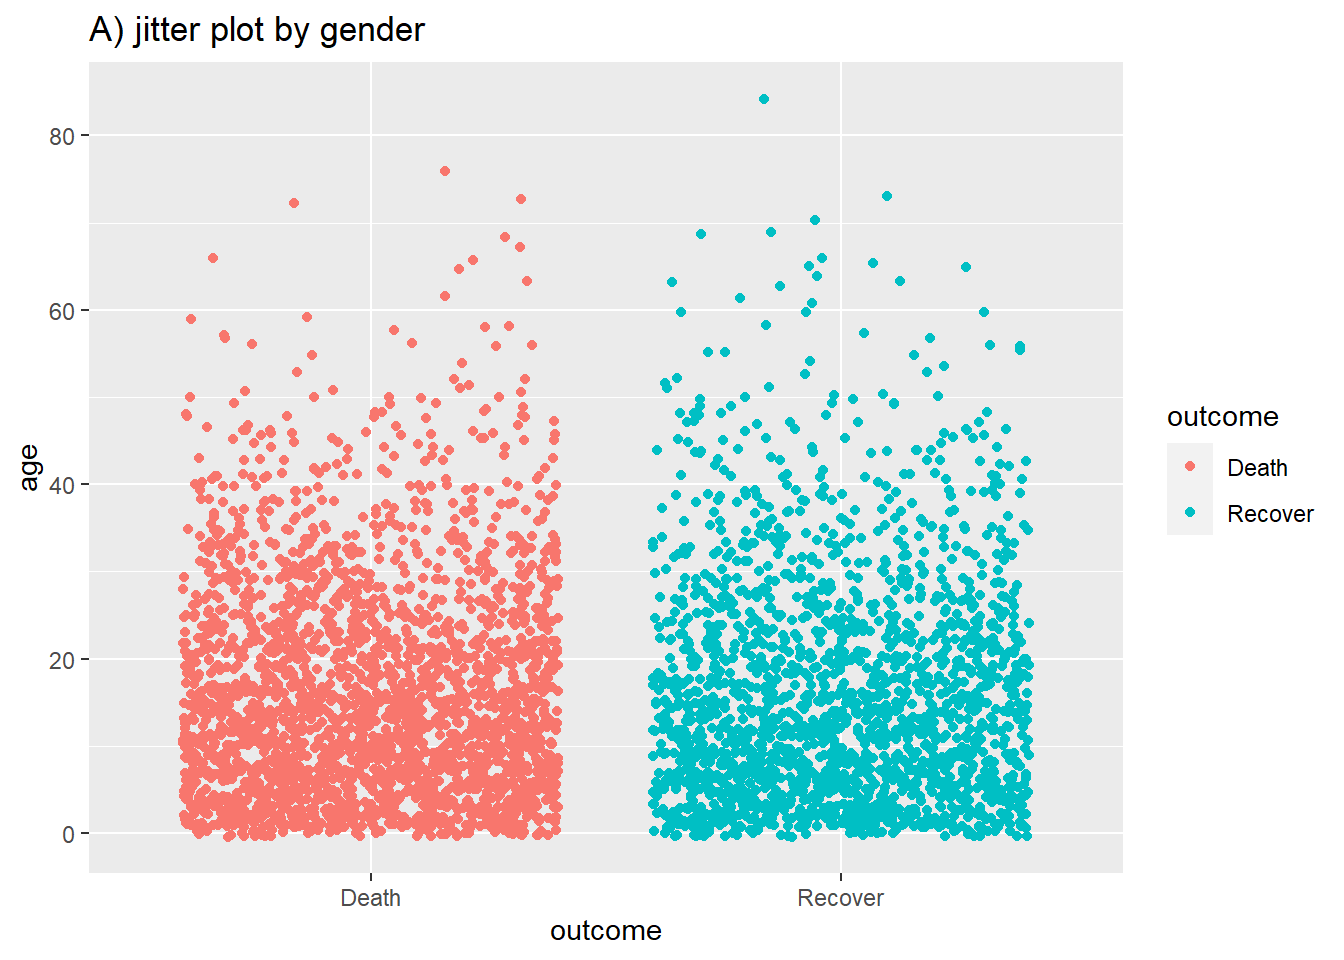 A) jitter plot by gender
80
60
40
20
0
age
Death
Recover
outcome
outcome
Death
Recover